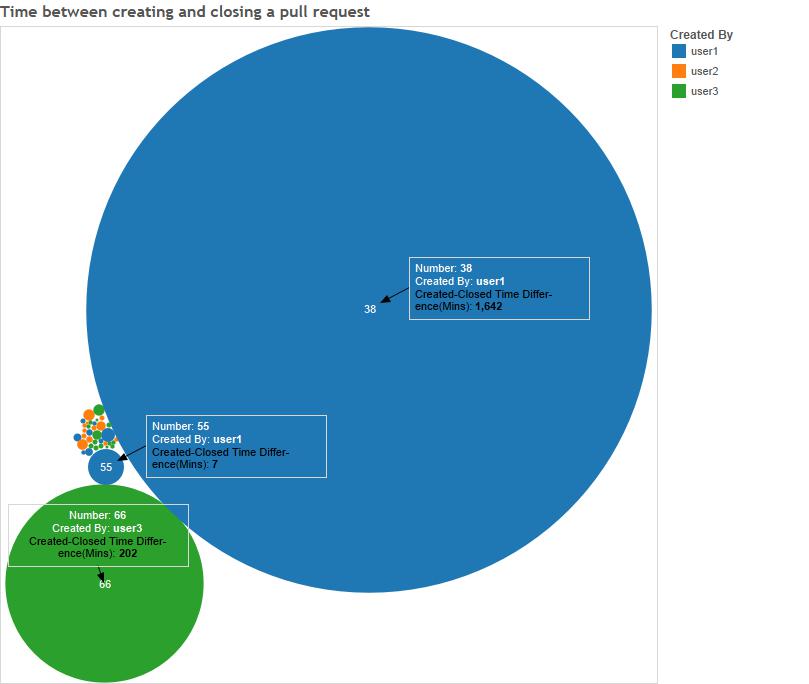 Time between creating and closing a pull request
Created By
user1
user2
user3
Number: 38
Created By: user1
Created-Closed Time Differ-
ence(Mins): 1,642
38
Number: 55
Created By: user1
Created-Closed Time Differ-
ence(Mins): 7
55
Number: 66
Created By: user3
Created-Closed Time Differ-
ence(Mins): 202
66